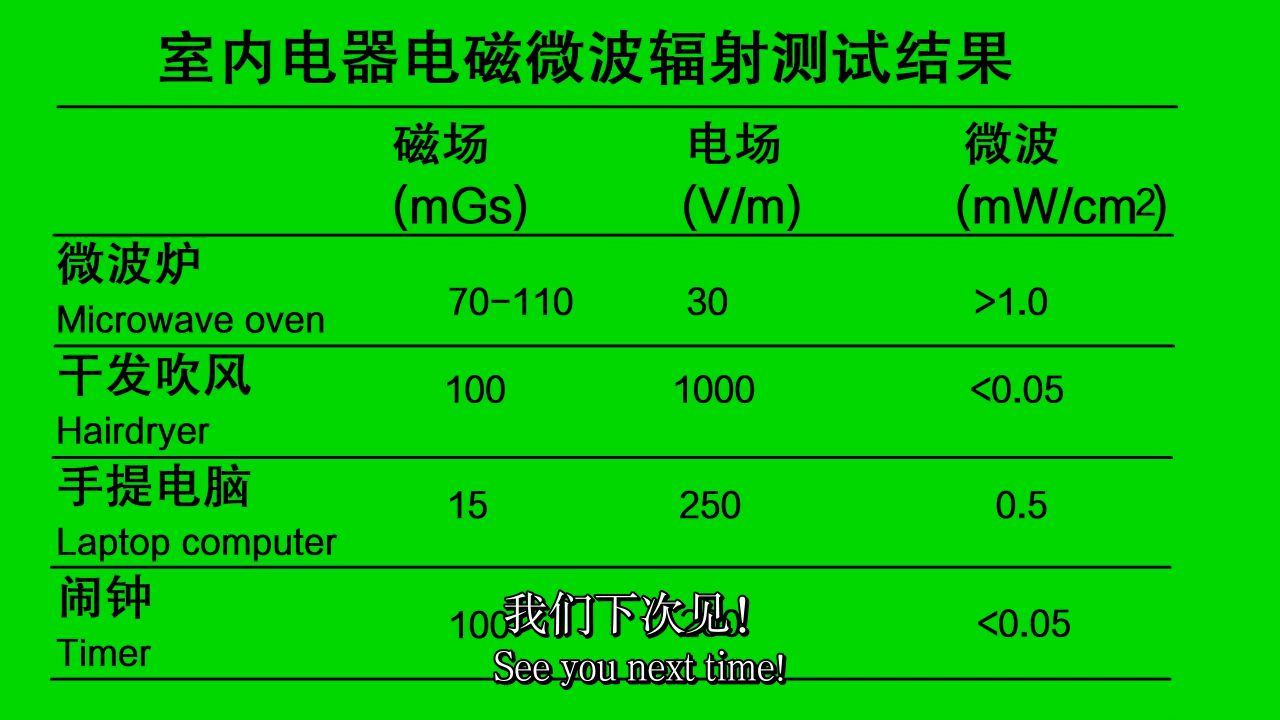 室内电器电磁微波辐射测试结果
磁场 电场 微波
(mGs) (V/m) (mW/cm2)
微波炉
Microwave oven 70-110 30 >1.0
干发吹风
Hairdryer 100 1000 <0.05
手提电脑
Laptop computer 15 250 0.5
闹钟
Timer 100 <0.05
我们下次见!
See you next time!